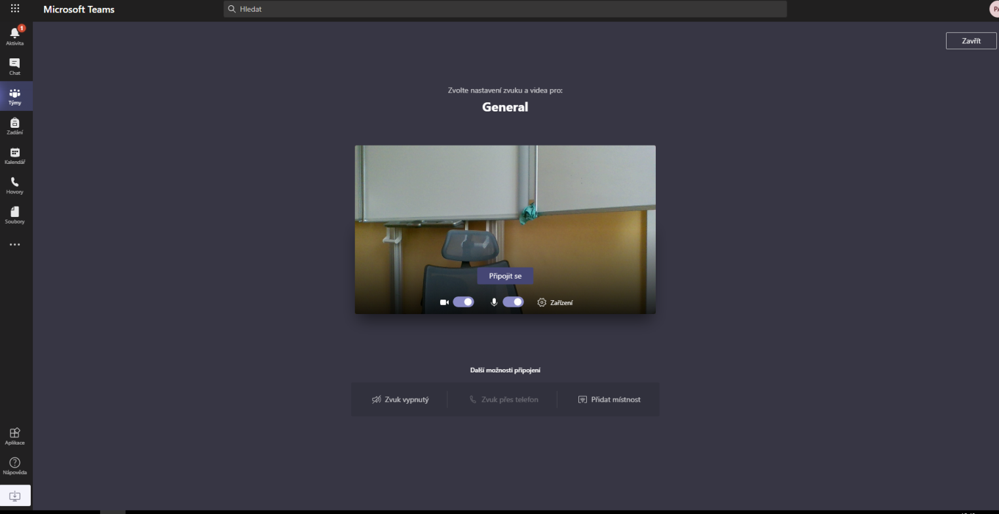 Microsoft Teams
Hledat
1
Aktivita
Chat
Týmy
Zadání
Kalendář
Hovory
Soubory
Aplikace
Nápověda
Zavřít
Zvolte nastavení zvuku a videa pro:
General
Připojit se
Zařízení
Další možnosti připojení
Zvuk vypnutý
Zvuk přes telefon
Přidat místnost